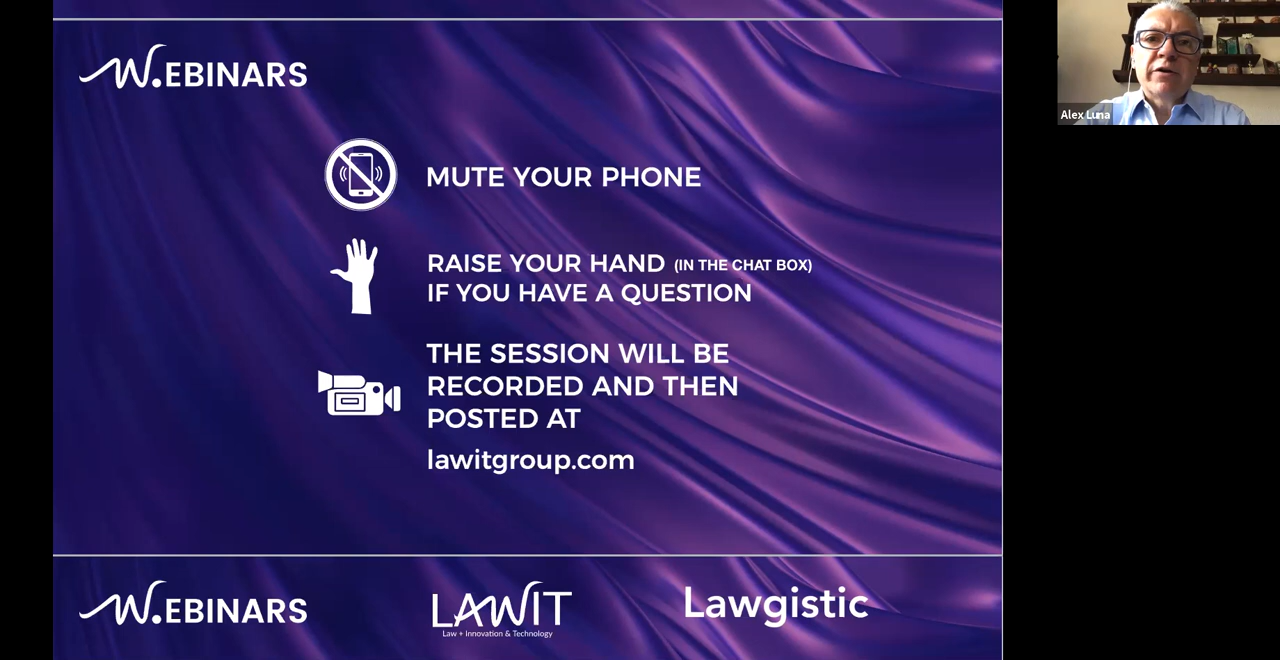 W.EBINARS
MUTE YOUR PHONE
RAISE YOUR HAND (IN THE CHAT BOX)
IF YOU HAVE A QUESTION
THE SESSION WILL BE
RECORDED AND THEN
POSTED AT
lawitgroup.com
W.EBINARS
LAWIT
Law + Innovation & Technology
Lawgistic
Alex Luna